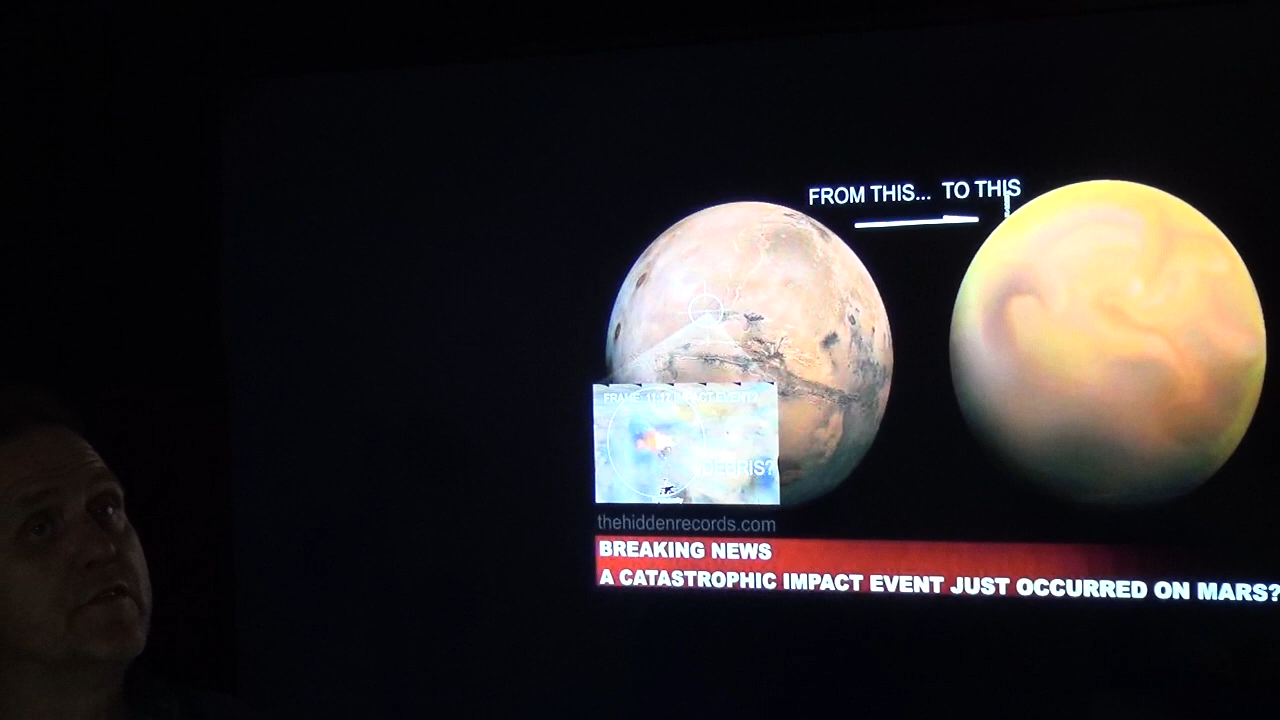 FROM THIS... TO THIS
DEBRIS?
thehiddenrecords.com
BREAKING NEWS
A CATASTROPHIC IMPACT EVENT JUST OCCURRED ON MARS?